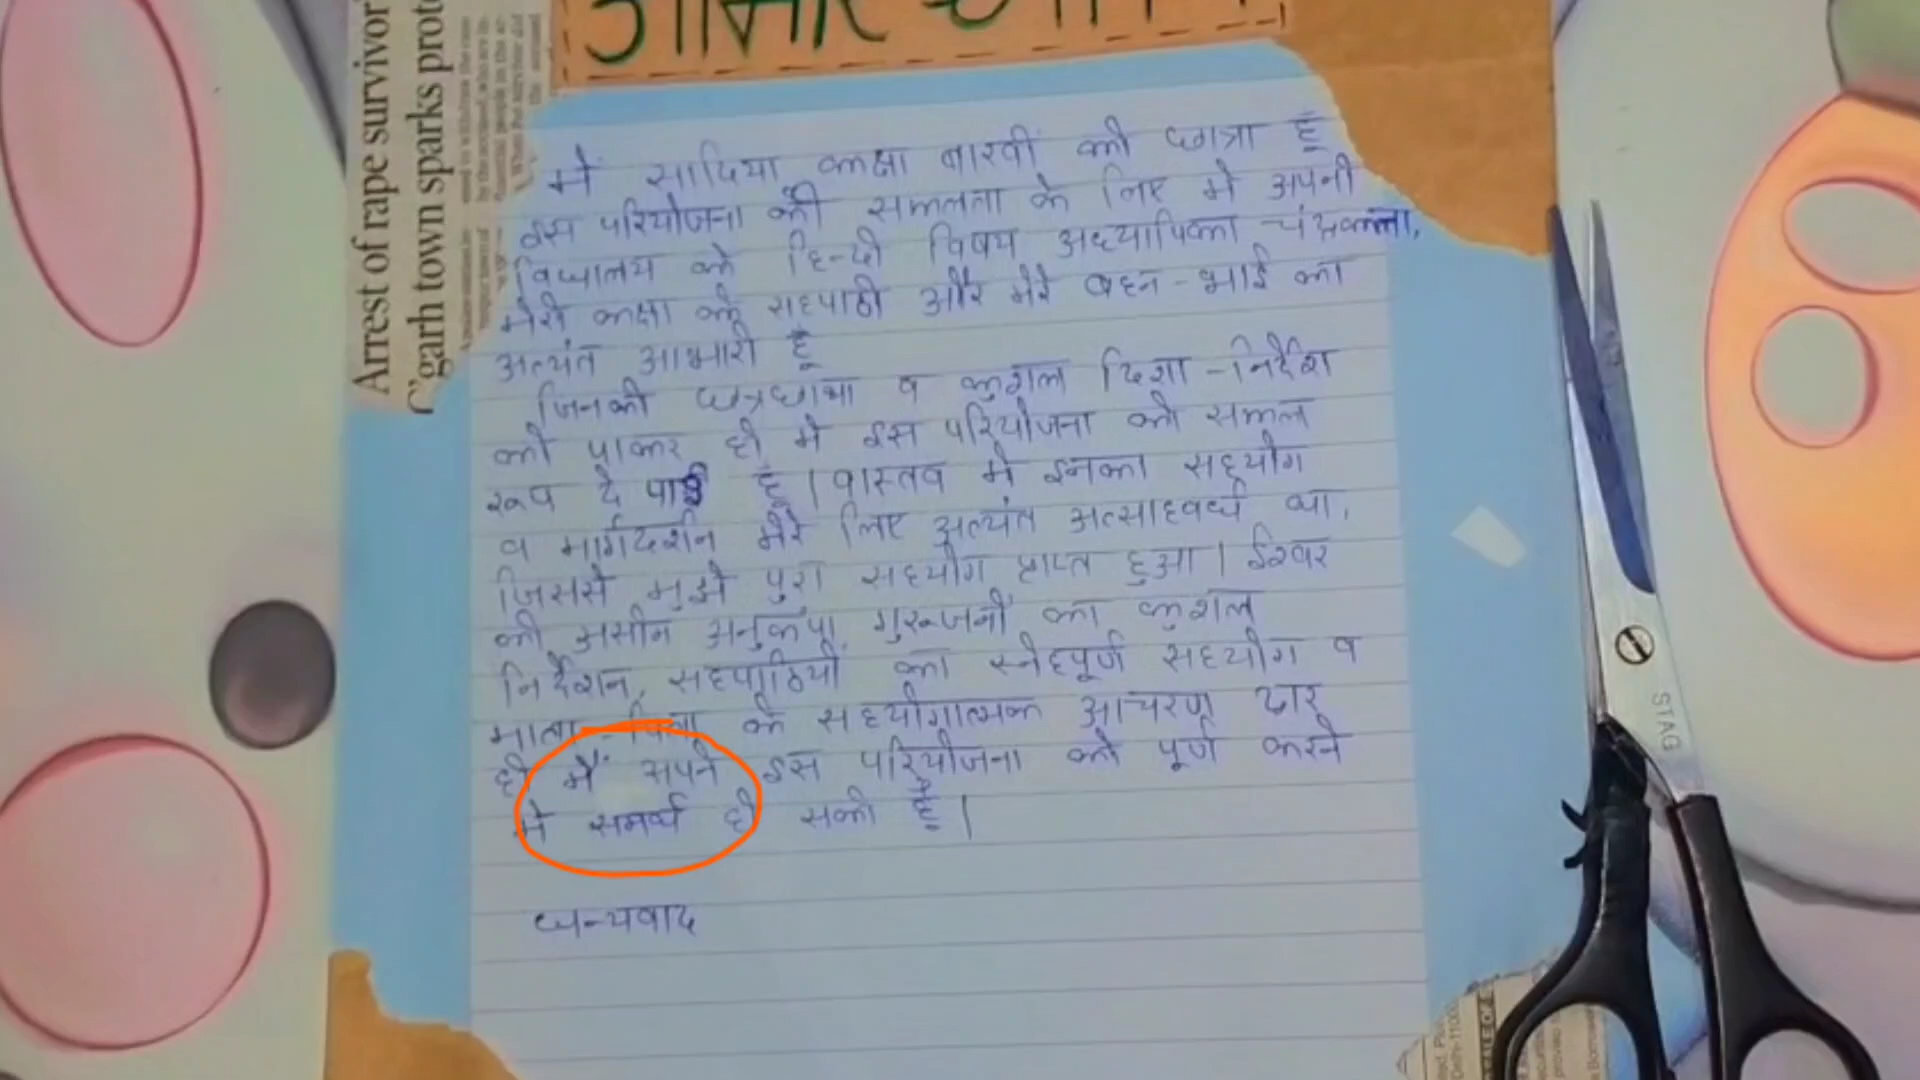 Arrest of rape survivor'
garh town sparks prote
आभार
में सादिया कक्षा बारवीं की छात्रा हूँ
इस परियोजना की सफलता के लिए मे अपनी
विद्यालय के हिन्दी विषय अध्यापिका चंद्रकला,
मेरी कक्षा के सहपाठी और मेरे बहन-भाई का
अत्यंत आभारी हूँ
जिनकी छत्रछाया व कुशल दिशा-निर्देश
को पाकर ही मे इस परियोजना को सफल
रूप दे पाई हूँ। वास्तव मे इनका सहयोग
व मार्गदर्शन मेरे लिए अत्यंत अत्साहवर्ध था,
जिससे मुझे पुरा सहयोग प्राप्त हुआ। ईश्वर
की असीम अनुकंपा, गुरूजनों का कुशल
निर्देशन, सहपाठियों का स्नेहपूर्ण सहयोग व
माता-पिता के सहयोगात्मक आचरण द्वार
ही मैं अपने इस परियोजना को पूर्ण करने
मे समर्थ हो सकी हूँ।
धन्यवाद
STAG